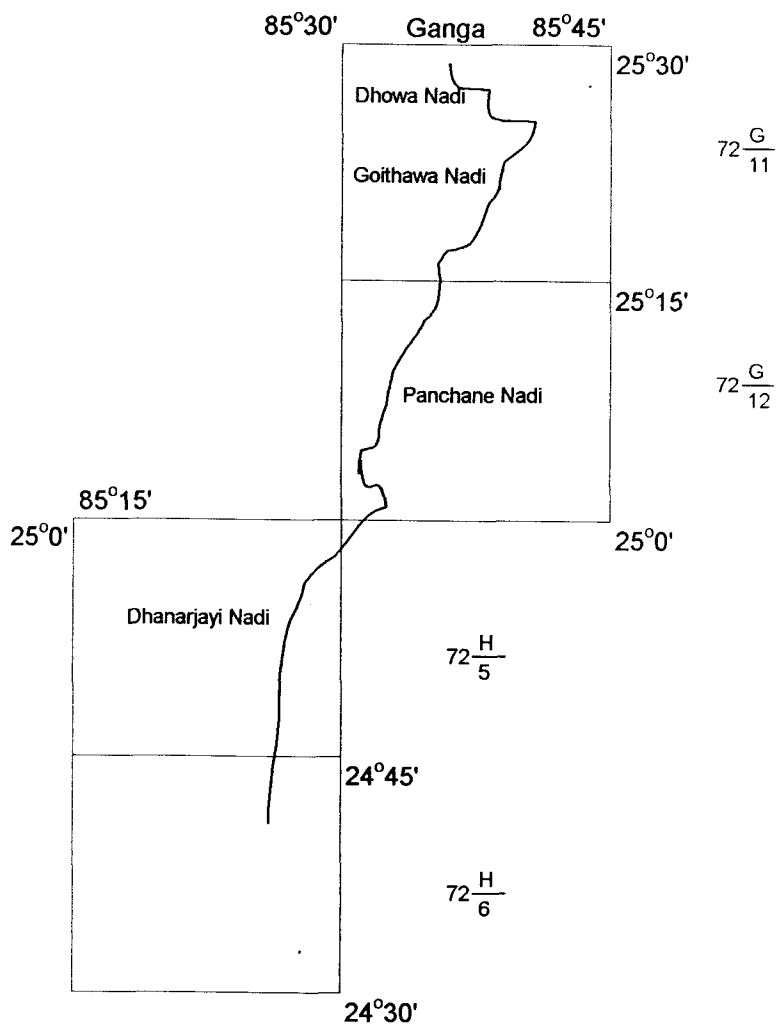 85°30' Ganga 85°45'
25°30'
Dhowa Nadi
72 G/11
Goithawa Nadi
25°15'
72 G/12
Panchane Nadi
85°15'
25°0'
25°0'
Dhanarjayi Nadi
72 H/5
24°45'
72 H/6
24°30'